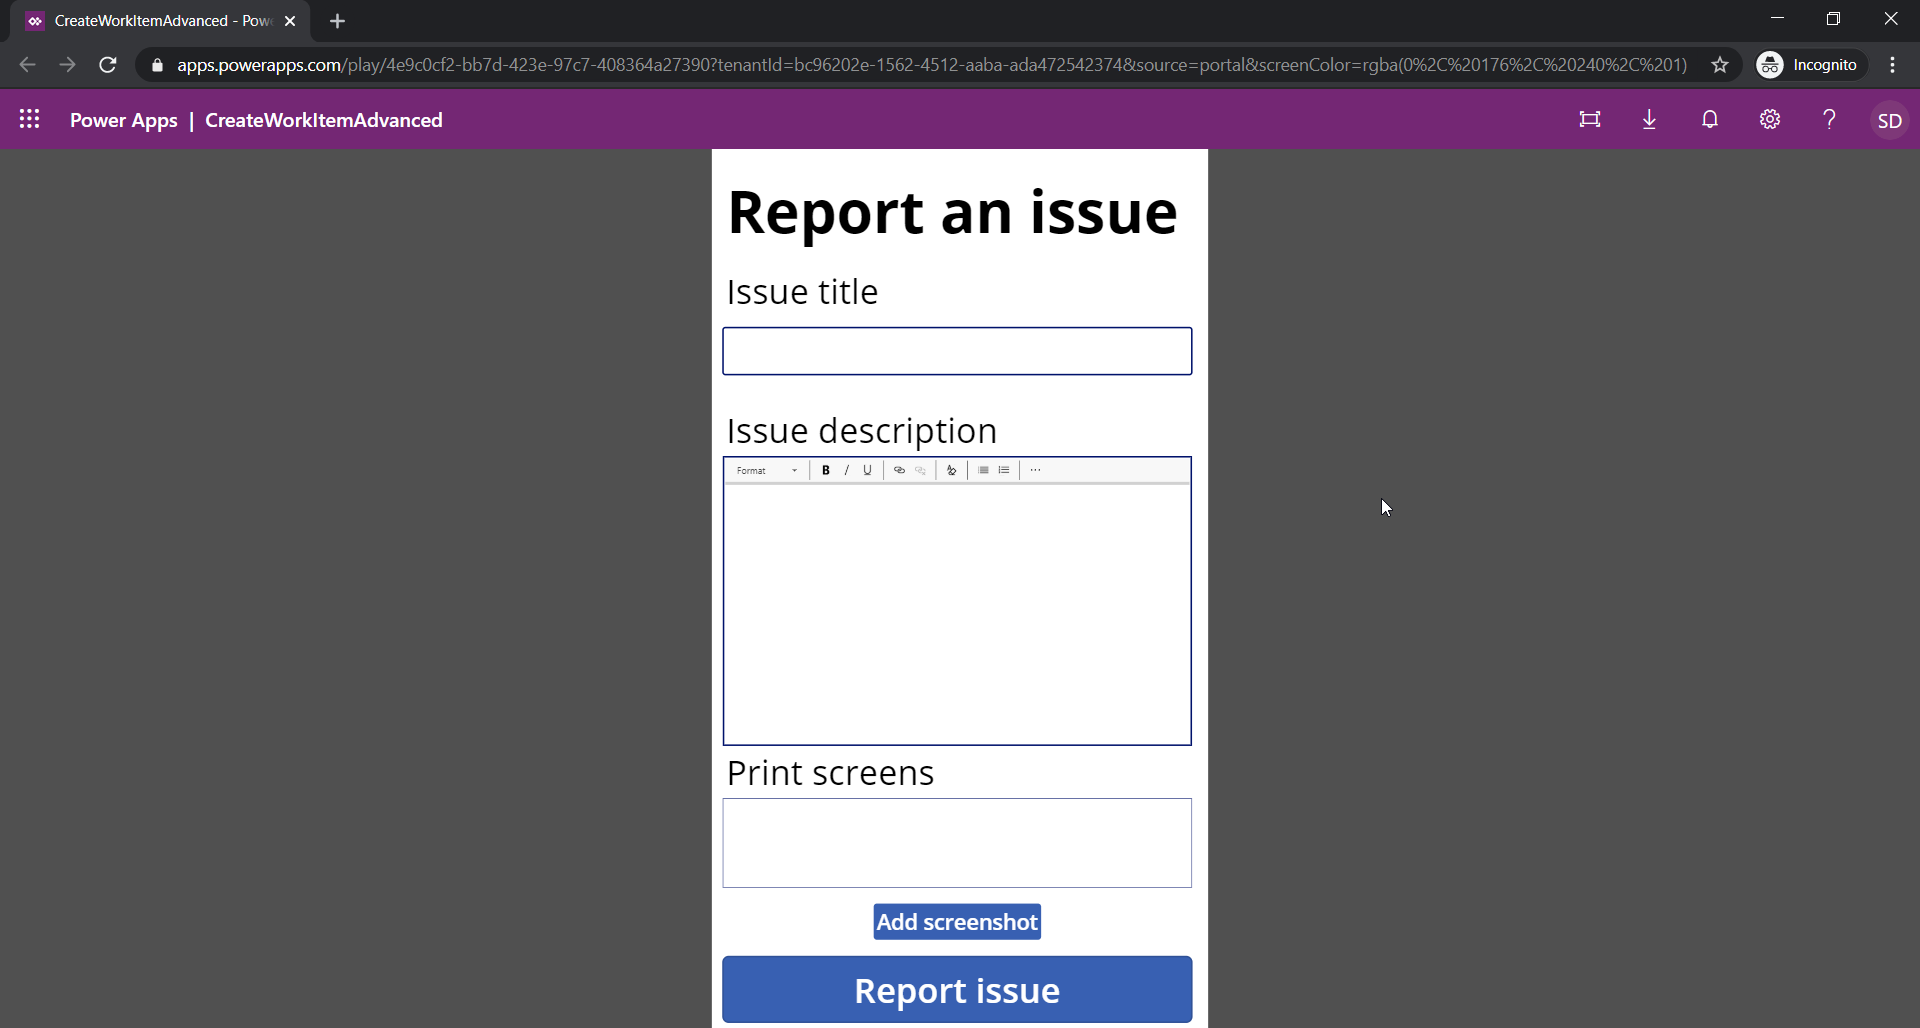 CreateWorkItemAdvanced - Pow
apps.powerapps.com/play/4e9c0cf2-bb7d-423e-97c7-408364a27390?tenantId=bc96202e-1562-4512-aaba-ada472542374&source=portal&screenColor=rgba(0%2C%20176%2C%20240%2C%201)
Incognito
Power Apps | CreateWorkItemAdvanced
SD
Report an issue
Issue title
Issue description
Format B I U
Print screens
Add screenshot
Report issue